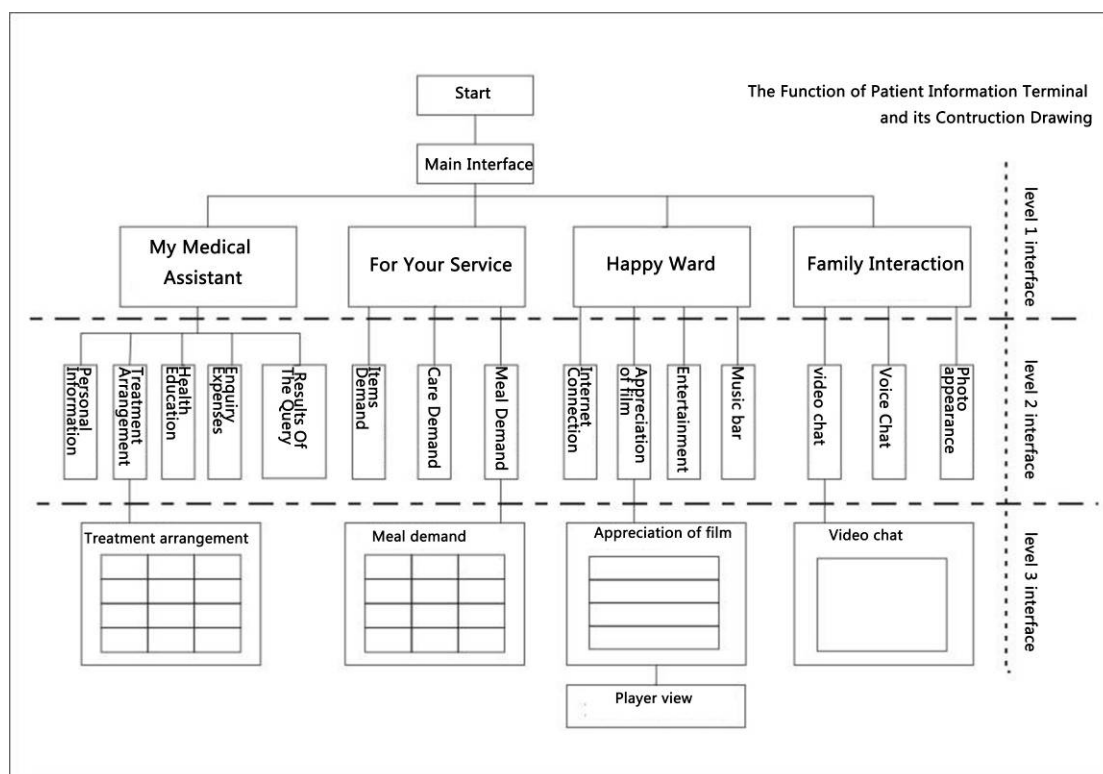 Start
The Function of Patient Information Terminal
and its Contruction Drawing
Main Interface
level 1 interface
My Medical
Assistant
For Your Service
Happy Ward
Family Interaction
level 2 interface
Personal
Information
Treatment
Arrangement
Health
Education
Enquiry
Expenses
Results Of
The Query
Items
Demand
Care Demand
Meal Demand
Internet
Connection
Appreciation
of film
Entertainment
Music bar
video chat
Voice Chat
Photo
appearance
level 3 interface
Treatment arrangement
Meal demand
Appreciation of film
Video chat
Player view